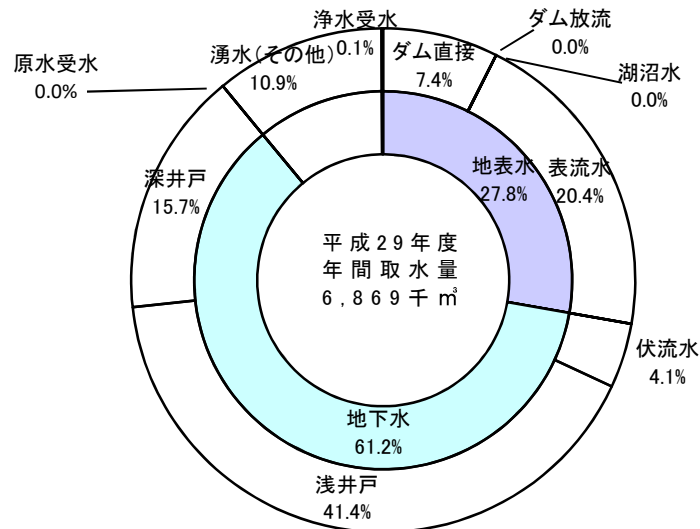 浄水受水
0.1%
ダム放流
0.0%
ダム直接
7.4%
湖沼水
0.0%
湧水(その他)
10.9%
原水受水
0.0%
深井戸
15.7%
地表水
27.8%
表流水
20.4%
平成29年度
年間取水量
6,869千㎥
伏流水
4.1%
地下水
61.2%
浅井戸
41.4%